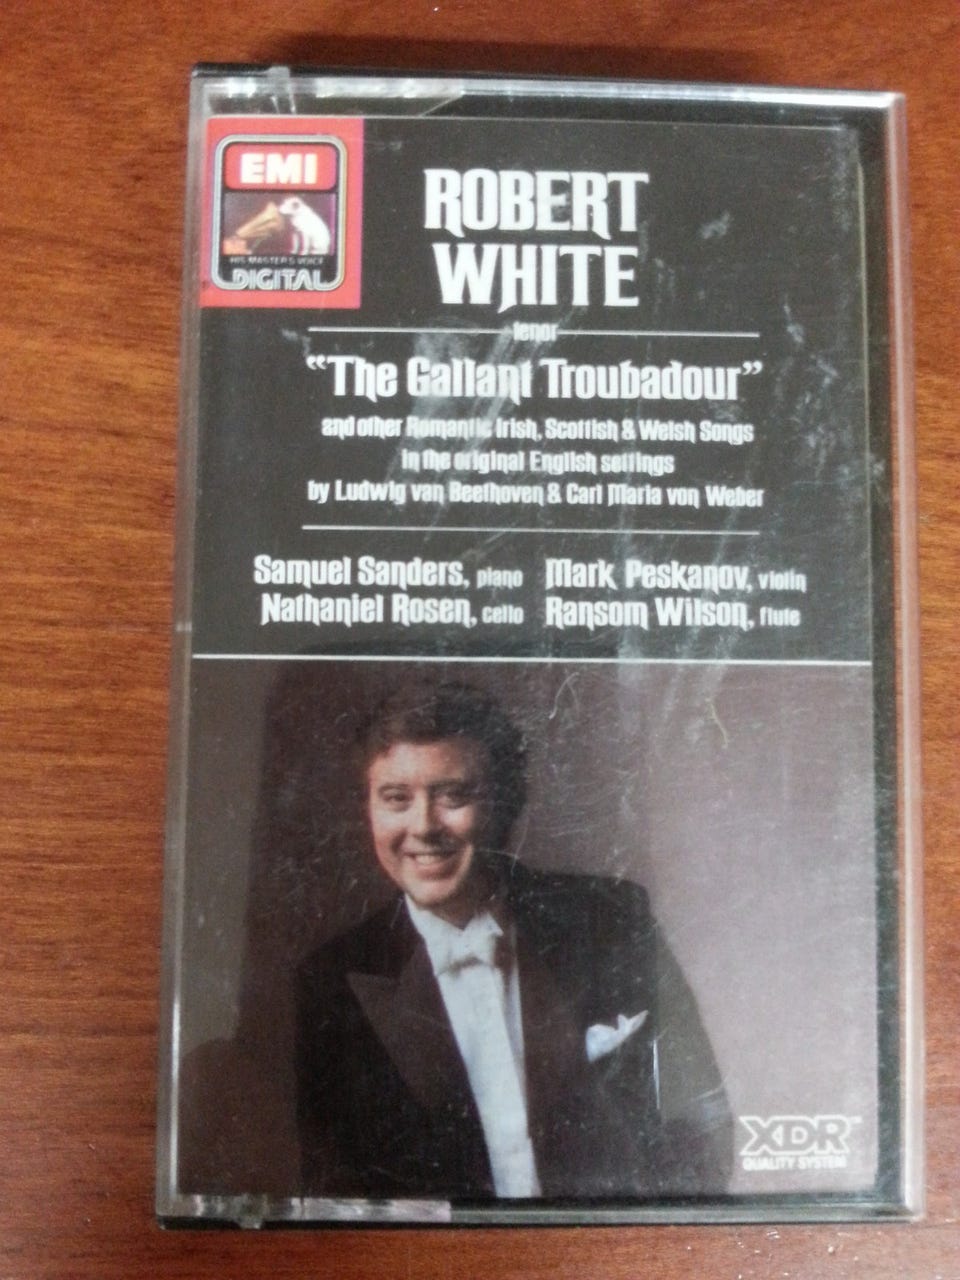 EMI
HIS MASTER'S VOICE
DIGITAL
ROBERT
WHITE
tenor
"The Gallant Troubadour"
and other Romantic Irish, Scottish & Welsh Songs
in the original English settings
by Ludwig van Beethoven & Carl Maria von Weber
Samuel Sanders, piano Mark Peskanov, violin
Nathaniel Rosen, cello Ransom Wilson, flute
XDR™
QUALITY SYSTEM